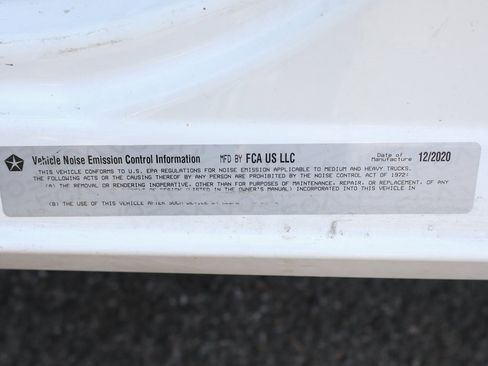 Vehicle Noise Emission Control Information MFD BY FCA US LLC Date of Manufacture 12/2020
THIS VEHICLE CONFORMS TO U.S. EPA REGULATIONS FOR NOISE EMISSION APPLICABLE TO MEDIUM AND HEAVY TRUCKS.
THE FOLLOWING ACTS OR THE CAUSING THEREOF BY ANY PERSON ARE PROHIBITED BY THE NOISE CONTROL ACT OF 1972:
(A) THE REMOVAL OR RENDERING INOPERATIVE, OTHER THAN FOR PURPOSES OF MAINTENANCE, REPAIR, OR REPLACEMENT, OF ANY
(LISTED IN THE OWNER'S MANUAL) INCORPORATED INTO THIS VEHICLE IN
(B) THE USE OF THIS VEHICLE AFTER SUCH